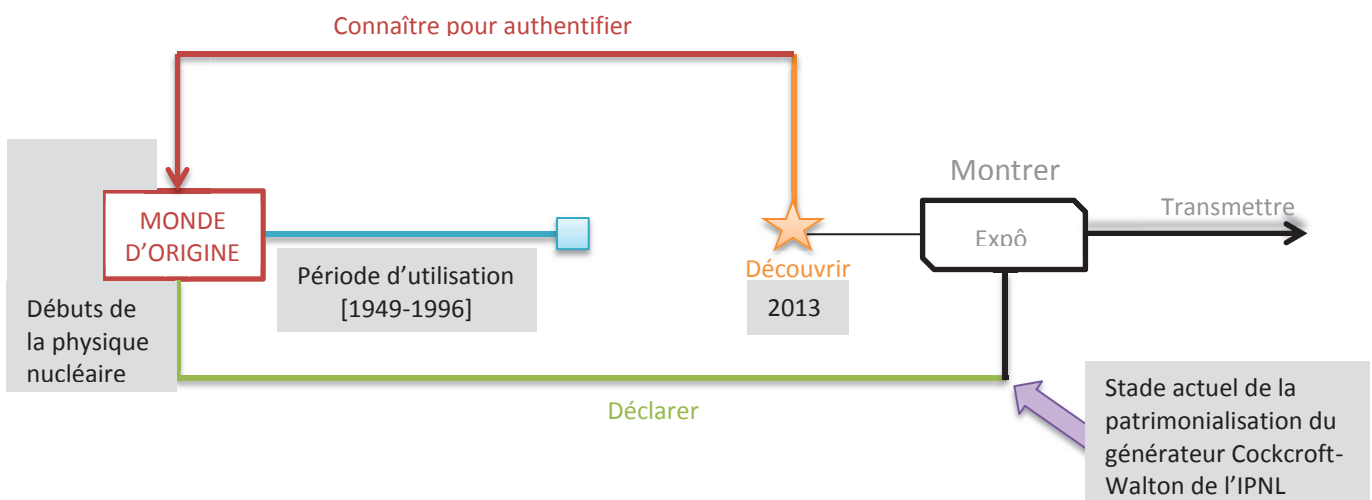 Connaître pour authentifier
Montrer
Transmettre
MONDE
D'ORIGINE
Expô
Période d'utilisation
[1949-1996]
Découvrir
2013
Débuts de
la physique
nucléaire
Déclarer
Stade actuel de la
patrimonialisation du
générateur Cockcroft-
Walton de l'IPNL